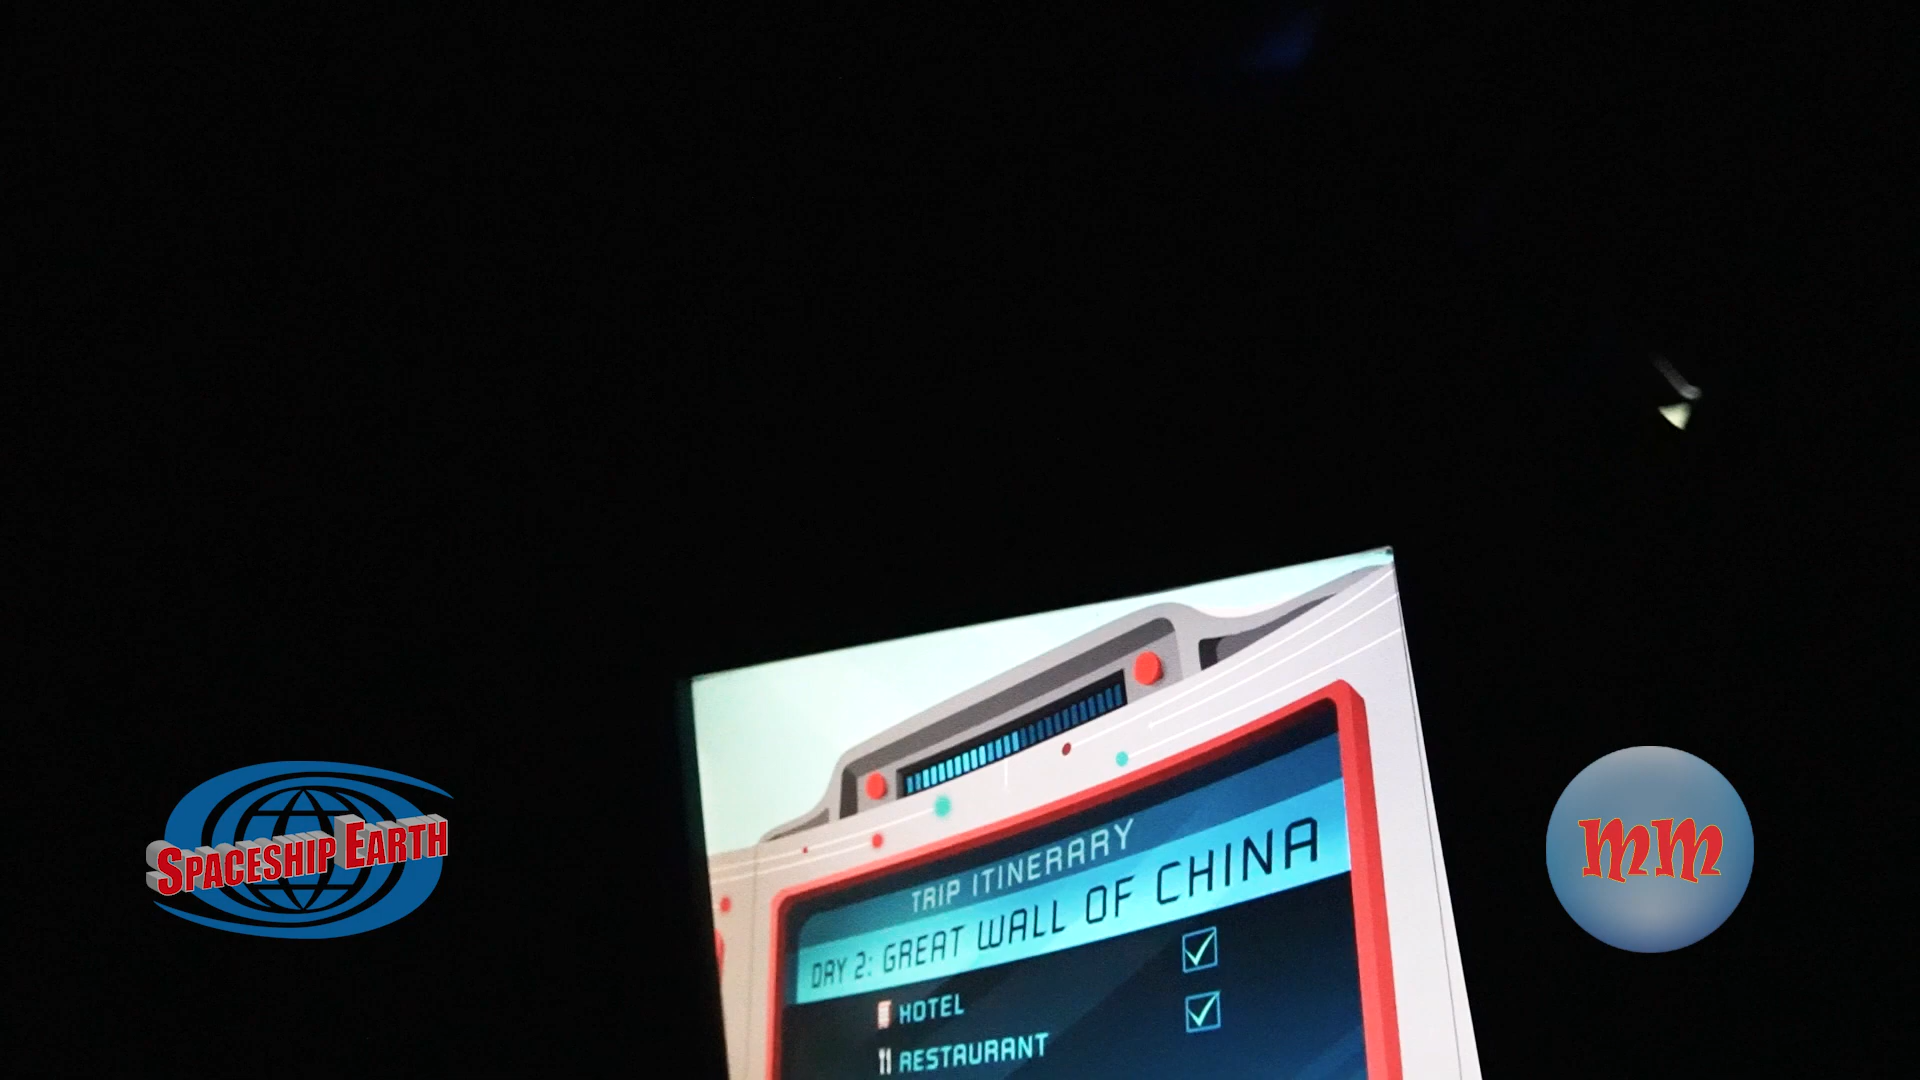 TRIP ITINERARY
DAY 2: GREAT WALL OF CHINA
HOTEL
RESTAURANT
SPACESHIP EARTH
MM